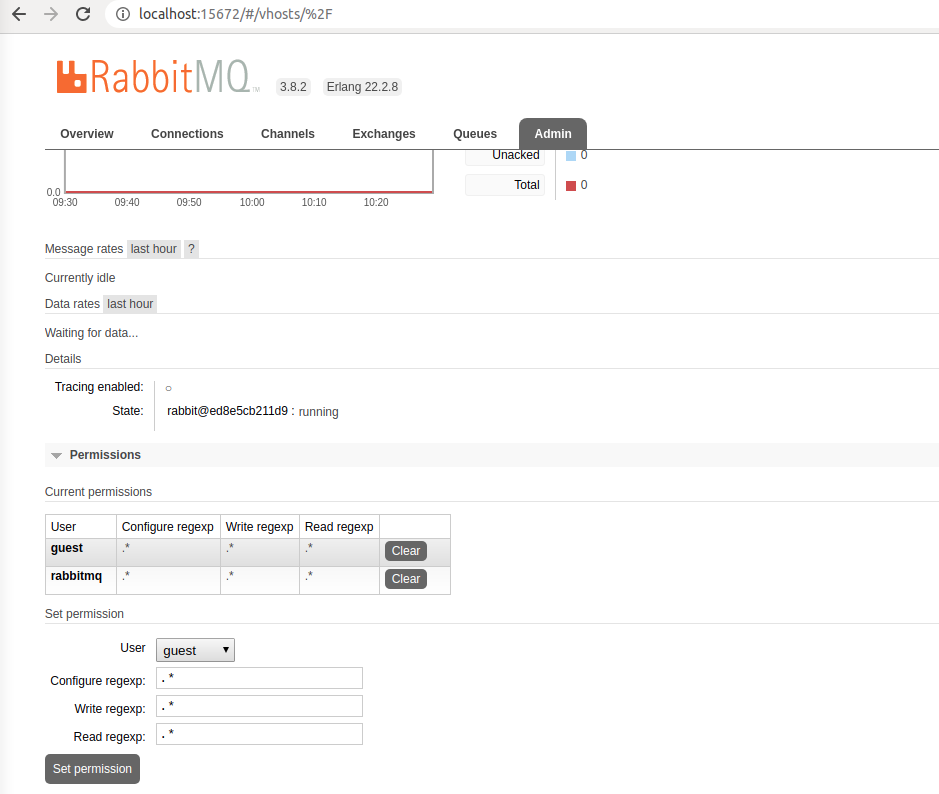 localhost:15672/#/vhosts/%2F
RabbitMQ™ 3.8.2 Erlang 22.2.8
Overview Connections Channels Exchanges Queues Admin
Unacked 0
0.0 Total 0
09:30 09:40 09:50 10:00 10:10 10:20
Message rates last hour ?
Currently idle
Data rates last hour
Waiting for data...
Details
Tracing enabled: ○
State: rabbit@ed8e5cb211d9 : running
Permissions
Current permissions
User Configure regexp Write regexp Read regexp
guest .* .* .* Clear
rabbitmq .* .* .* Clear
Set permission
User guest
Configure regexp: .*
Write regexp: .*
Read regexp: .*
Set permission